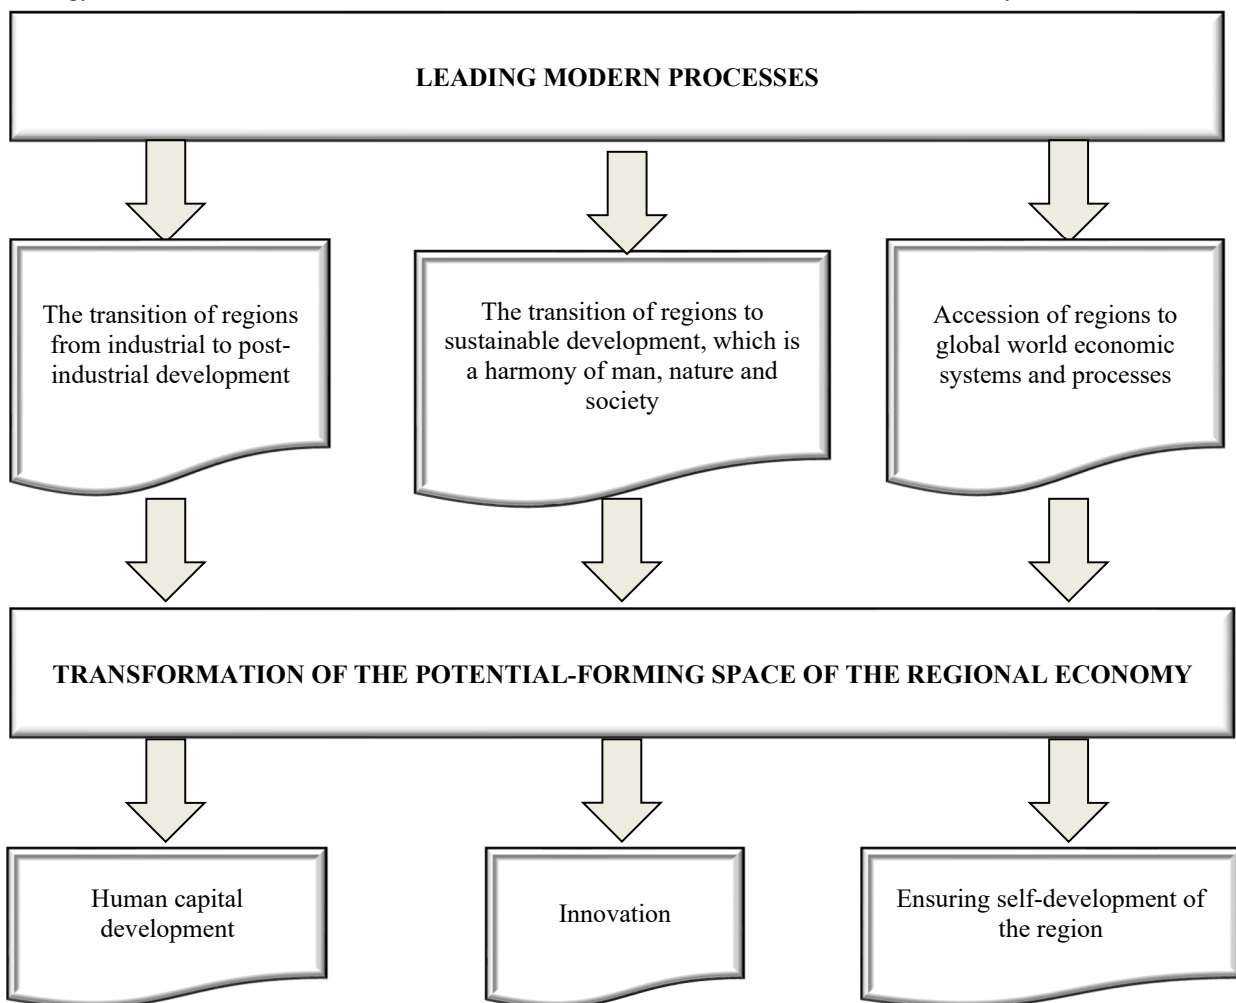 LEADING MODERN PROCESSES
The transition of regions
from industrial to post-
industrial development
The transition of regions to
sustainable development, which is
a harmony of man, nature and
society
Accession of regions to
global world economic
systems and processes
TRANSFORMATION OF THE POTENTIAL-FORMING SPACE OF THE REGIONAL ECONOMY
Human capital
development
Innovation
Ensuring self-development of
the region